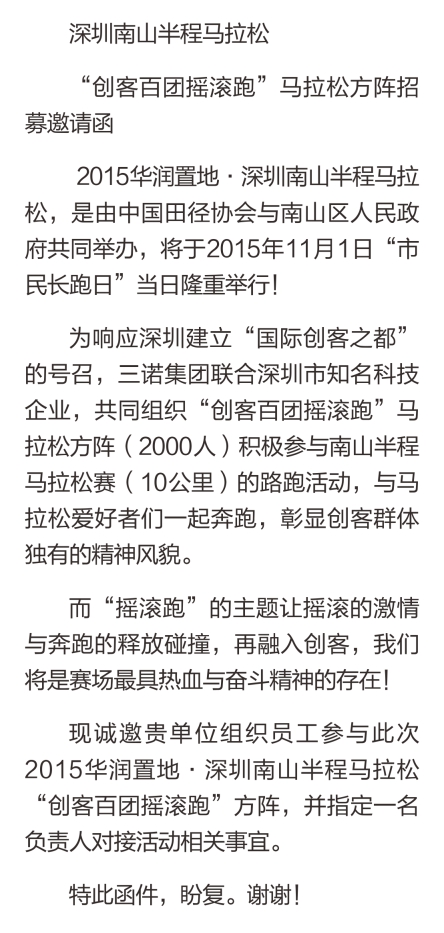 深圳南山半程马拉松
“创客百团摇滚跑”马拉松方阵招
募邀请函
2015华润置地·深圳南山半程马拉
松，是由中国田径协会与南山区人民政
府共同举办，将于2015年11月1日“市
民长跑日”当日隆重举行！
为响应深圳建立“国际创客之都”
的号召，三诺集团联合深圳市知名科技
企业，共同组织“创客百团摇滚跑”马
拉松方阵（2000人）积极参与南山半程
马拉松赛（10公里）的路跑活动，与马
拉松爱好者们一起奔跑，彰显创客群体
独有的精神风貌。
而“摇滚跑”的主题让摇滚的激情
与奔跑的释放碰撞，再融入创客，我们
将是赛场最具热血与奋斗精神的存在！
现诚邀贵单位组织员工参与此次
2015华润置地·深圳南山半程马拉松
“创客百团摇滚跑”方阵，并指定一名
负责人对接活动相关事宜。
特此函件，盼复。谢谢！